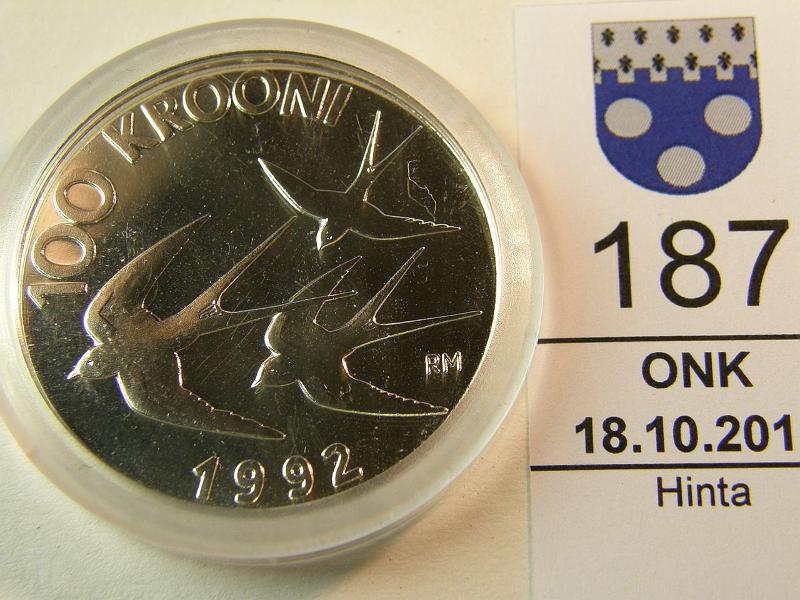 100 KROONI
RM
1992
187
ONK
18.10.201
Hinta